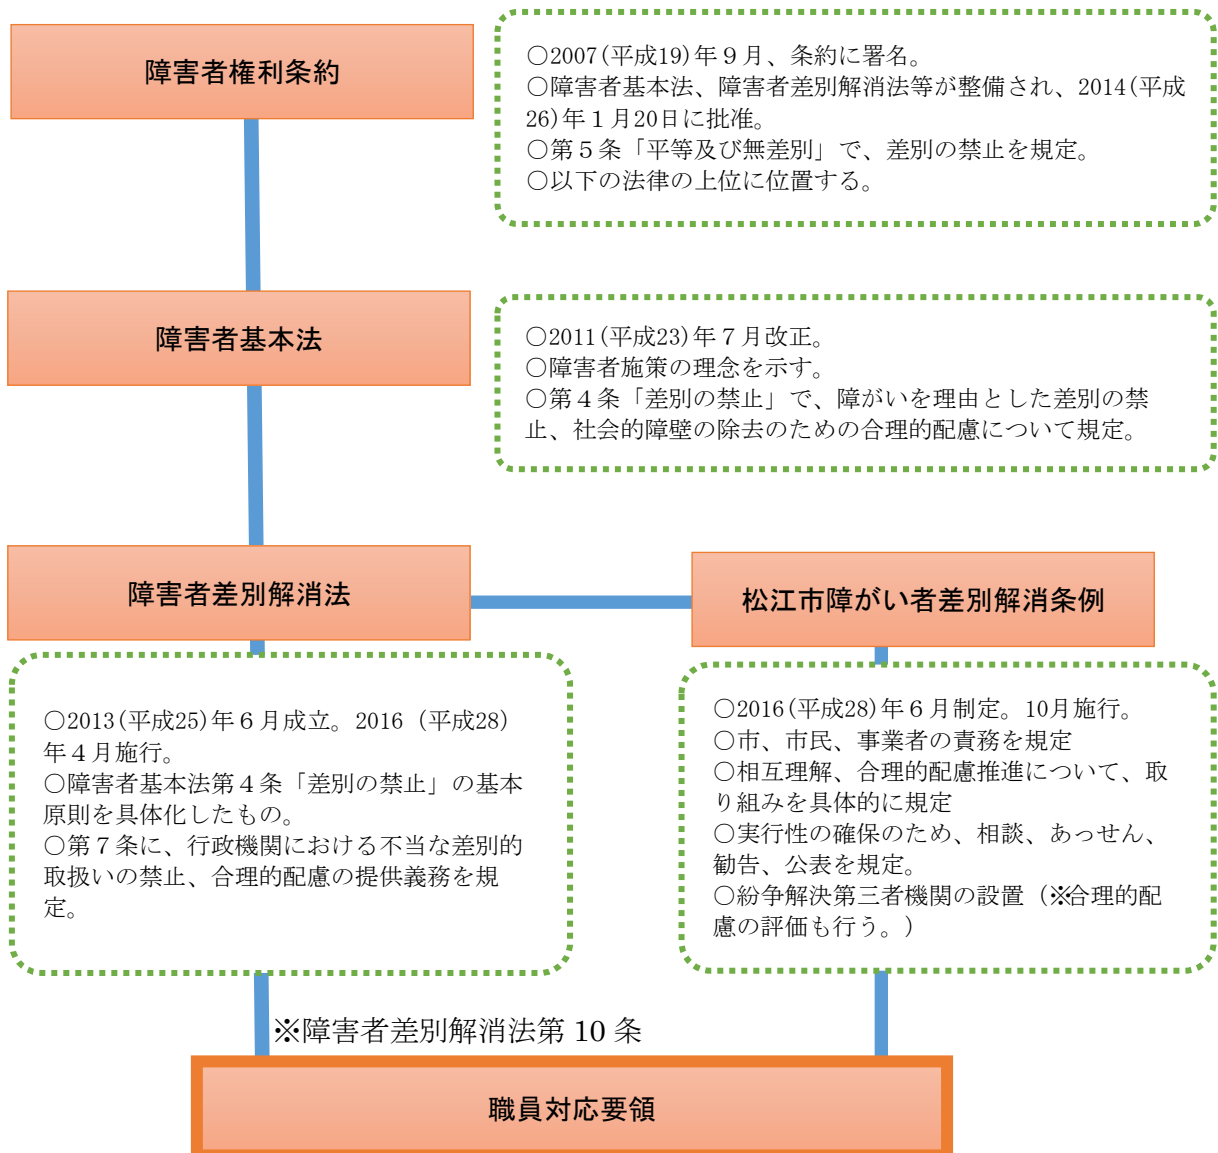 障害者権利条約
○2007(平成19)年９月、条約に署名。
○障害者基本法、障害者差別解消法等が整備され、2014(平成
26)年１月20日に批准。
○第５条「平等及び無差別」で、差別の禁止を規定。
○以下の法律の上位に位置する。
障害者基本法
○2011(平成23)年７月改正。
○障害者施策の理念を示す。
○第４条「差別の禁止」で、障がいを理由とした差別の禁
止、社会的障壁の除去のための合理的配慮について規定。
障害者差別解消法
松江市障がい者差別解消条例
○2013(平成25)年６月成立。2016（平成28)
年４月施行。
○障害者基本法第４条「差別の禁止」の基本
原則を具体化したもの。
○第７条に、行政機関における不当な差別的
取扱いの禁止、合理的配慮の提供義務を規
定。
○2016(平成28)年６月制定。10月施行。
○市、市民、事業者の責務を規定
○相互理解、合理的配慮推進について、取
り組みを具体的に規定
○実行性の確保のため、相談、あっせん、
勧告、公表を規定。
○紛争解決第三者機関の設置（※合理的配
慮の評価も行う。）
※障害者差別解消法第 10 条
職員対応要領